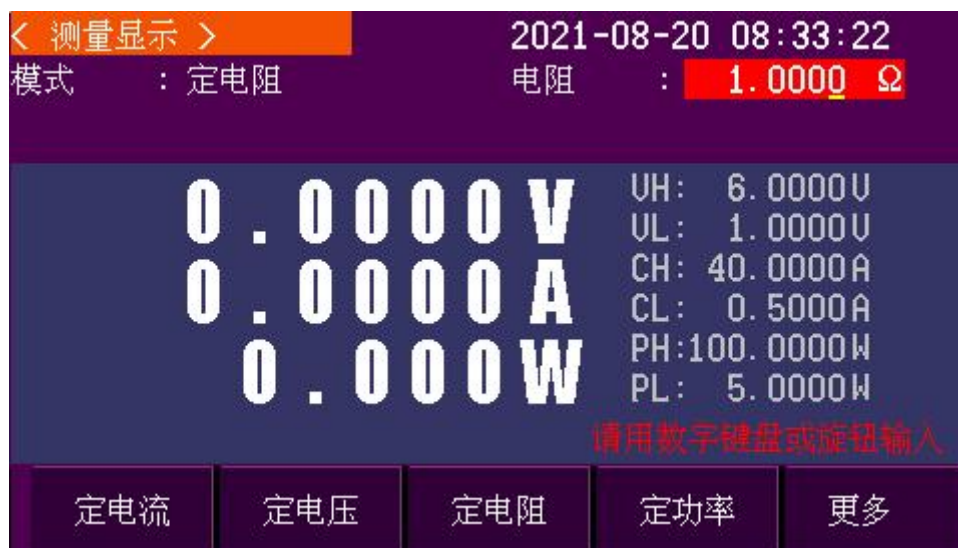 < 测量显示 > 2021-08-20 08:33:22
模式 : 定电阻 电阻 : 1.0000 Ω
0.0000V
0.0000A
0.000W
VH: 6.0000V
VL: 1.0000V
CH: 40.0000A
CL: 0.5000A
PH:100.0000W
PL: 5.0000W
请用数字键盘或旋钮输入
定电流 定电压 定电阻 定功率 更多